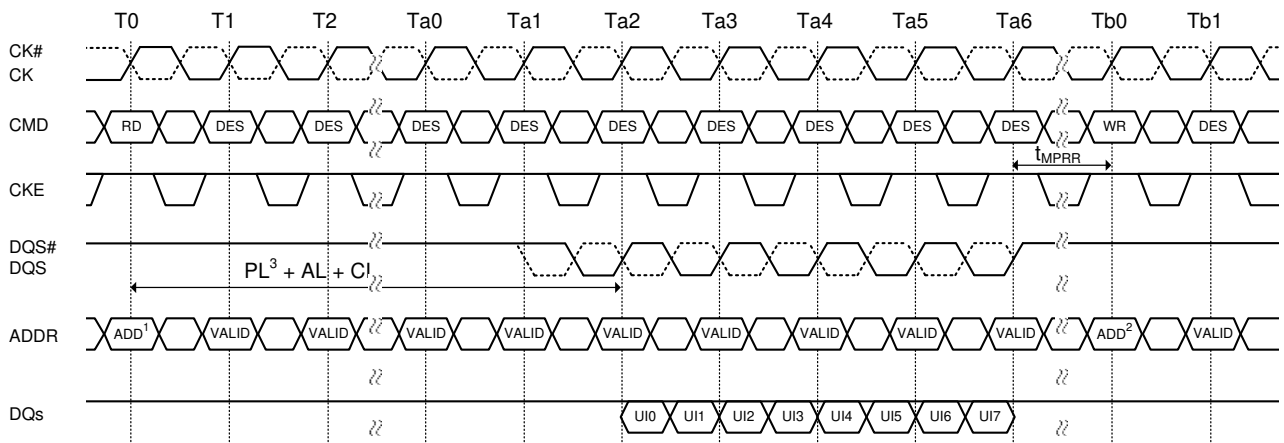 T0 T1 T2 Ta0 Ta1 Ta2 Ta3 Ta4 Ta5 Ta6 Tb0 Tb1
CK#
CK
CMD RD DES DES DES DES DES DES DES DES DES WR DES
tMPRR
CKE
DQS#
DQS
PL³ + AL + CL
ADDR ADD¹ VALID VALID VALID VALID VALID VALID VALID VALID VALID ADD² VALID
DQs UI0 UI1 UI2 UI3 UI4 UI5 UI6 UI7